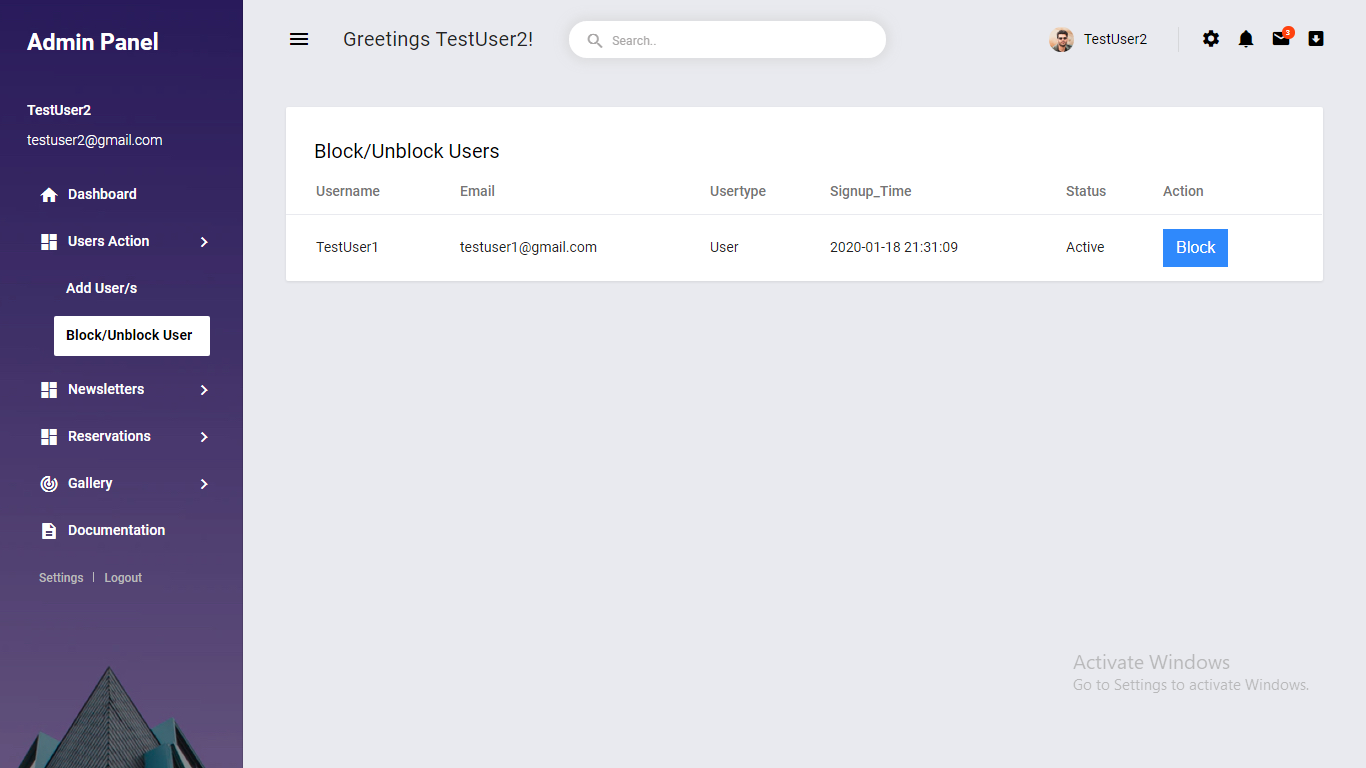 Admin Panel
Greetings TestUser2!
Search..
TestUser2
3
TestUser2
testuser2@gmail.com
Dashboard
Users Action
Add User/s
Block/Unblock User
Newsletters
Reservations
Gallery
Documentation
Settings | Logout
Block/Unblock Users
Username Email Usertype Signup_Time Status Action
TestUser1 testuser1@gmail.com User 2020-01-18 21:31:09 Active Block
Activate Windows
Go to Settings to activate Windows.